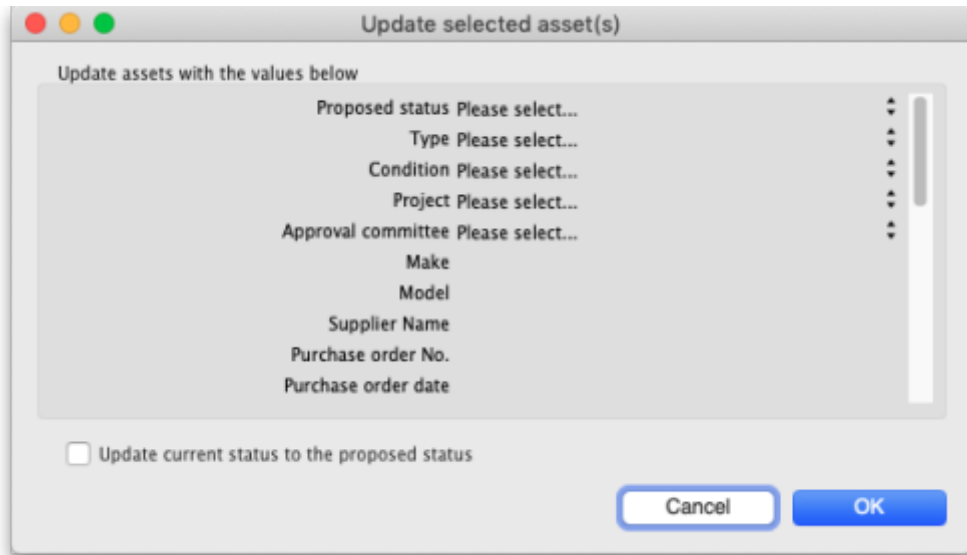 Update selected asset(s)
Update assets with the values below
Proposed status Please select...
Type Please select...
Condition Please select...
Project Please select...
Approval committee Please select...
Make
Model
Supplier Name
Purchase order No.
Purchase order date
Update current status to the proposed status
Cancel OK